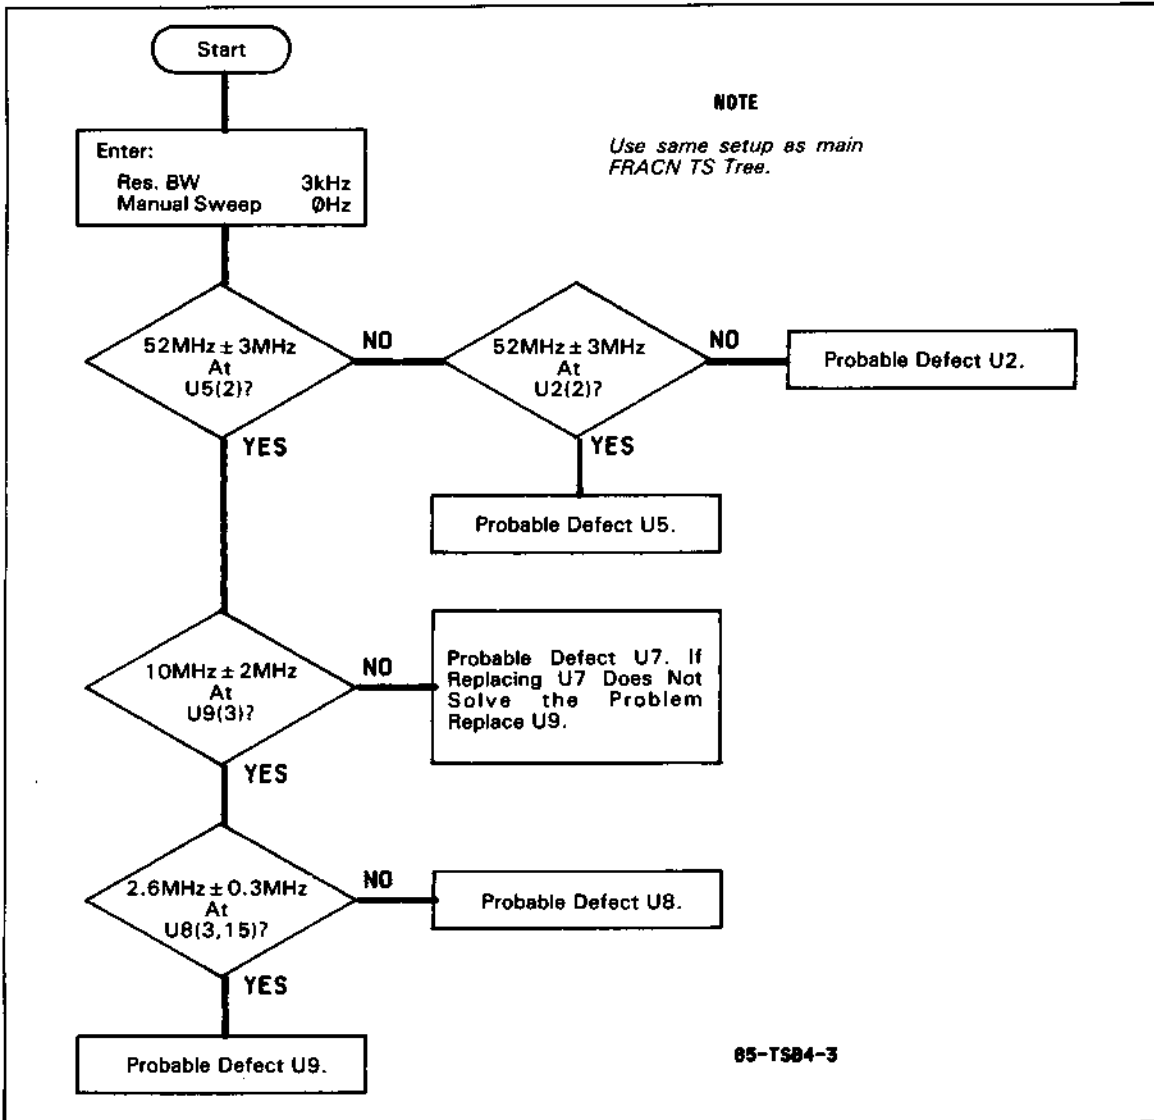 Start
NOTE
Use same setup as main
FRACN TS Tree.
Enter:
Res. BW 3kHz
Manual Sweep 0Hz
52MHz ± 3MHz
At
U5(2)?
NO
52MHz ± 3MHz
At
U2(2)?
NO
Probable Defect U2.
YES
YES
Probable Defect U5.
10MHz ± 2MHz
At
U9(3)?
NO
Probable Defect U7. If
Replacing U7 Does Not
Solve the Problem
Replace U9.
YES
2.6MHz ± 0.3MHz
At
U8(3,15)?
NO
Probable Defect U8.
YES
Probable Defect U9.
85-TSB4-3